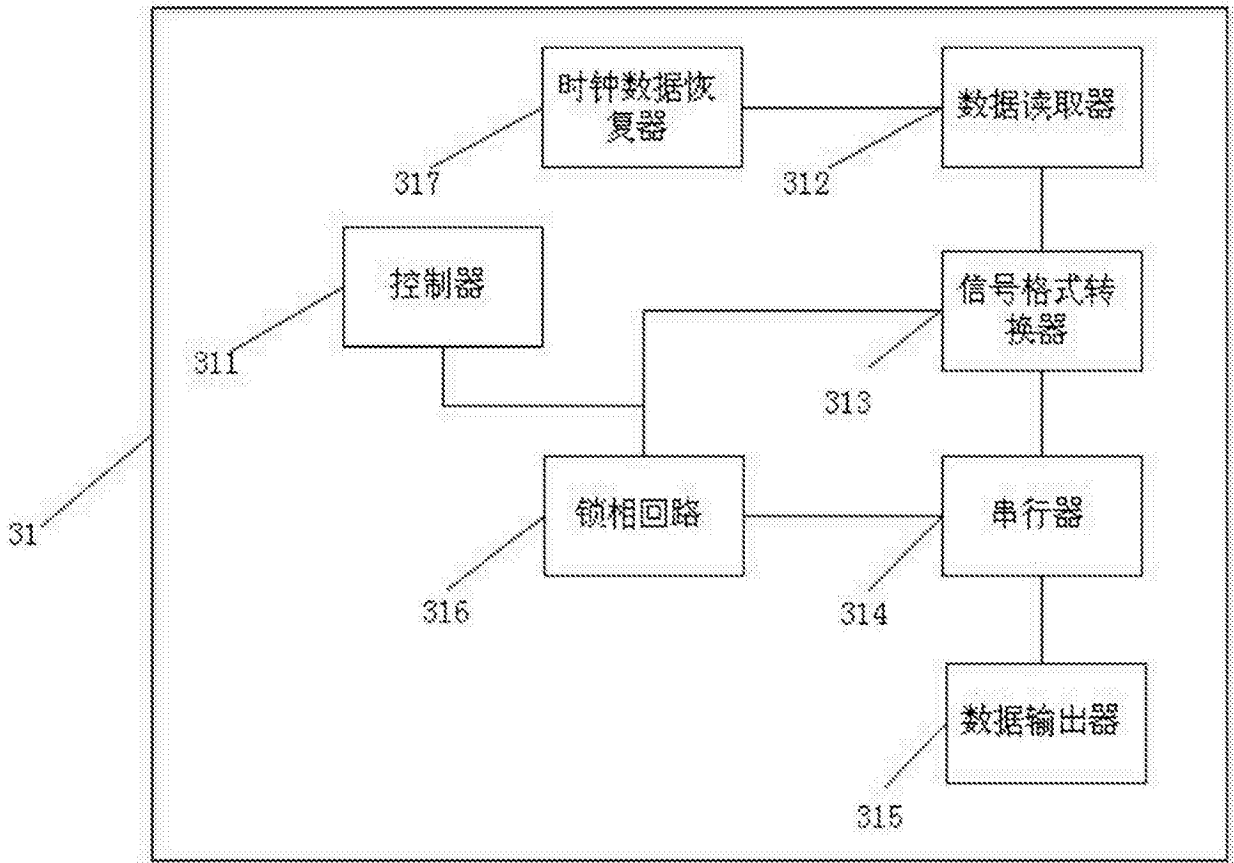 时钟数据恢
复器
数据读取器
317
312
控制器
信号格式转
换器
311
313
锁相回路
串行器
31
316
314
数据输出器
315